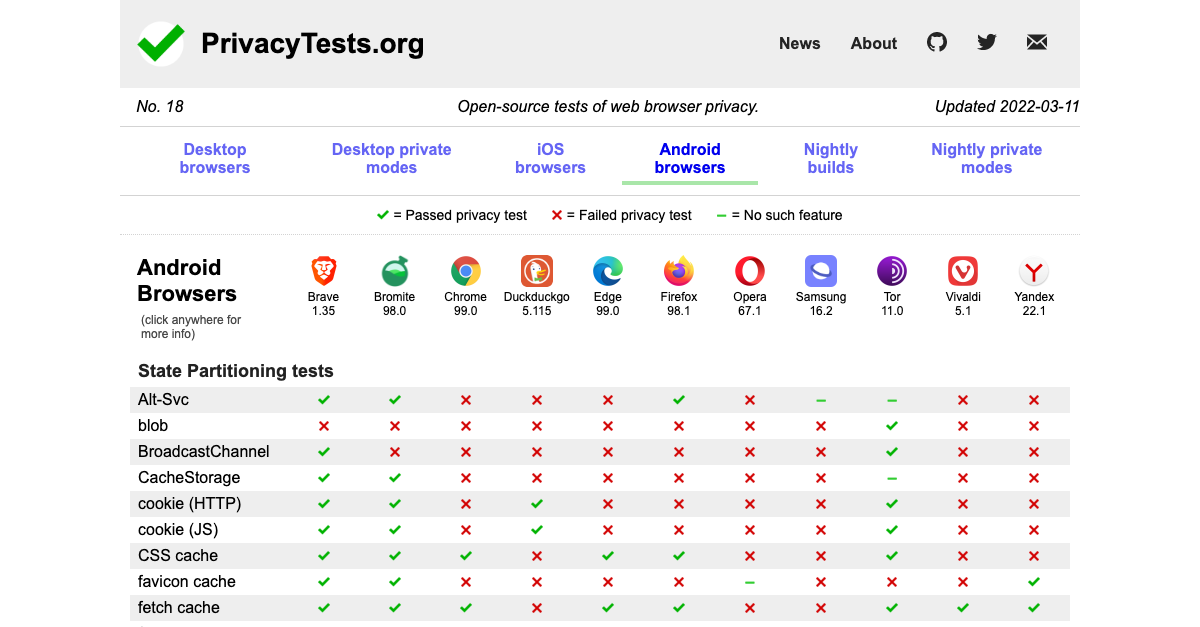 PrivacyTests.org
News About
No. 18 Open-source tests of web browser privacy. Updated 2022-03-11
Desktop browsers Desktop private modes iOS browsers Android browsers Nightly builds Nightly private modes
✓ = Passed privacy test ✕ = Failed privacy test – = No such feature
Android Browsers
(click anywhere for more info)
Brave 1.35 Bromite 98.0 Chrome 99.0 Duckduckgo 5.115 Edge 99.0 Firefox 98.1 Opera 67.1 Samsung 16.2 Tor 11.0 Vivaldi 5.1 Yandex 22.1
State Partitioning tests
Alt-Svc ✓ ✓ ✕ ✕ ✕ ✓ ✕ – – ✕ ✕
blob ✕ ✕ ✕ ✕ ✕ ✕ ✕ ✕ ✓ ✕ ✕
BroadcastChannel ✓ ✕ ✕ ✕ ✕ ✕ ✕ ✕ ✓ ✕ ✕
CacheStorage ✓ ✓ ✕ ✕ ✕ ✕ ✕ ✕ – ✕ ✕
cookie (HTTP) ✓ ✓ ✕ ✓ ✕ ✕ ✕ ✕ ✓ ✕ ✕
cookie (JS) ✓ ✓ ✕ ✓ ✕ ✕ ✕ ✕ ✓ ✕ ✕
CSS cache ✓ ✓ ✓ ✕ ✓ ✓ ✕ ✕ ✓ ✕ ✕
favicon cache ✓ ✓ ✕ ✕ ✕ ✕ – ✕ ✕ ✕ ✓
fetch cache ✓ ✓ ✓ ✕ ✓ ✓ ✕ ✕ ✓ ✓ ✓